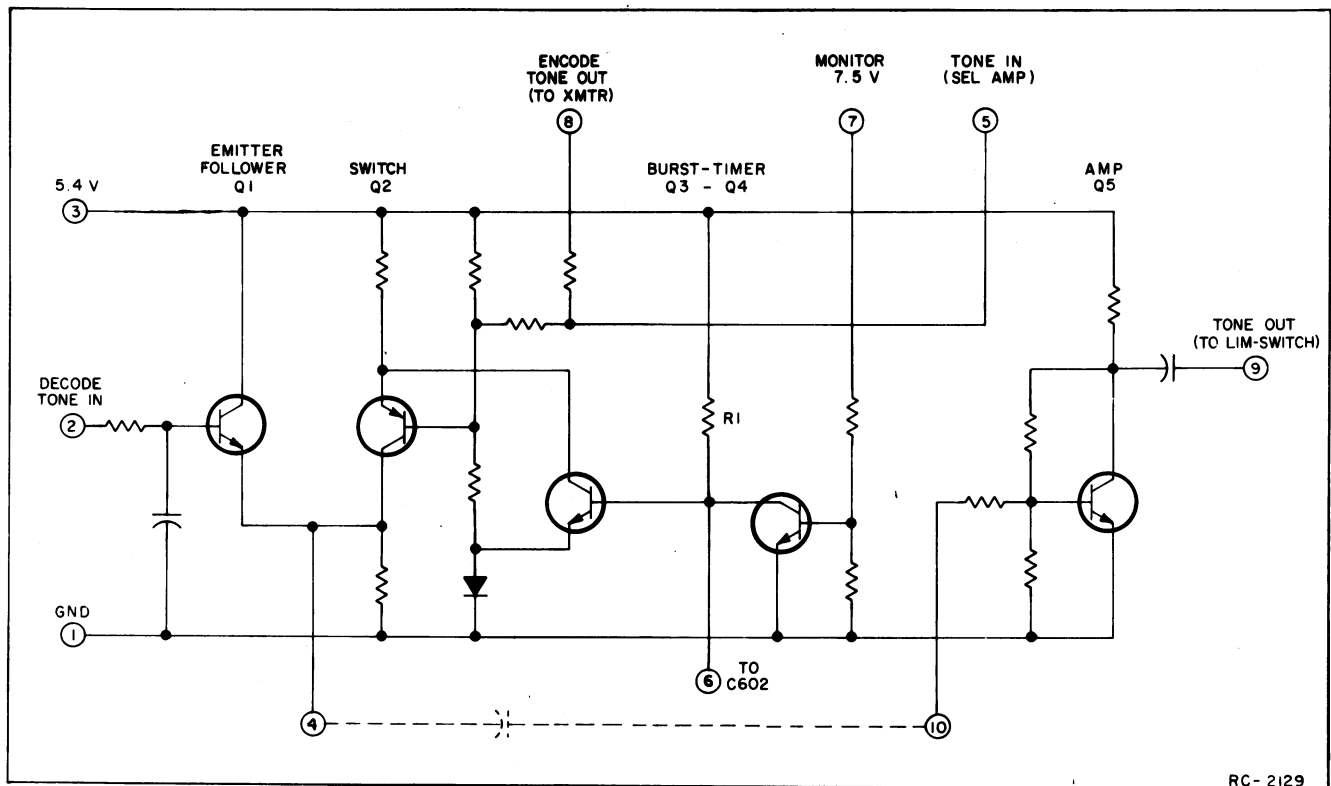 ENCODE
TONE OUT
(TO XMTR)
8
MONITOR
7.5 V
7
TONE IN
(SEL AMP)
5
EMITTER
FOLLOWER
Q1
SWITCH
Q2
BURST-TIMER
Q3 - Q4
AMP
Q5
5.4 V
3
TONE OUT
(TO LIM-SWITCH)
9
DECODE
TONE IN
2
R1
GND
1
6
TO
C602
4
10
RC-2129